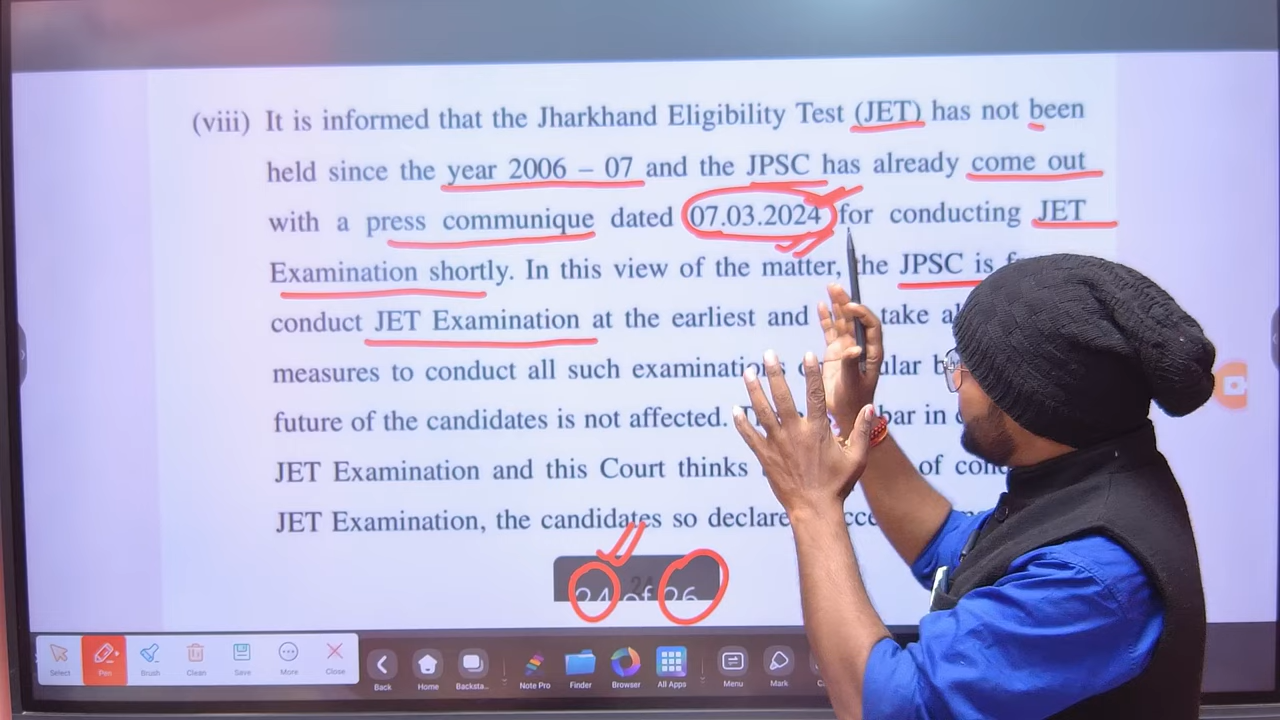 (viii) It is informed that the Jharkhand Eligibility Test (JET) has not been
held since the year 2006 – 07 and the JPSC has already come out
with a press communique dated 07.03.2024 for conducting JET
Examination shortly. In this view of the matter, the JPSC is
conduct JET Examination at the earliest and take
measures to conduct all such examinations
future of the candidates is not affected. bar in
JET Examination and this Court thinks of
JET Examination, the candidates so
24 of 26
Select Pen Brush Clean Save More Close Back Home Backsta... Note Pro Finder Browser All Apps Menu Mark